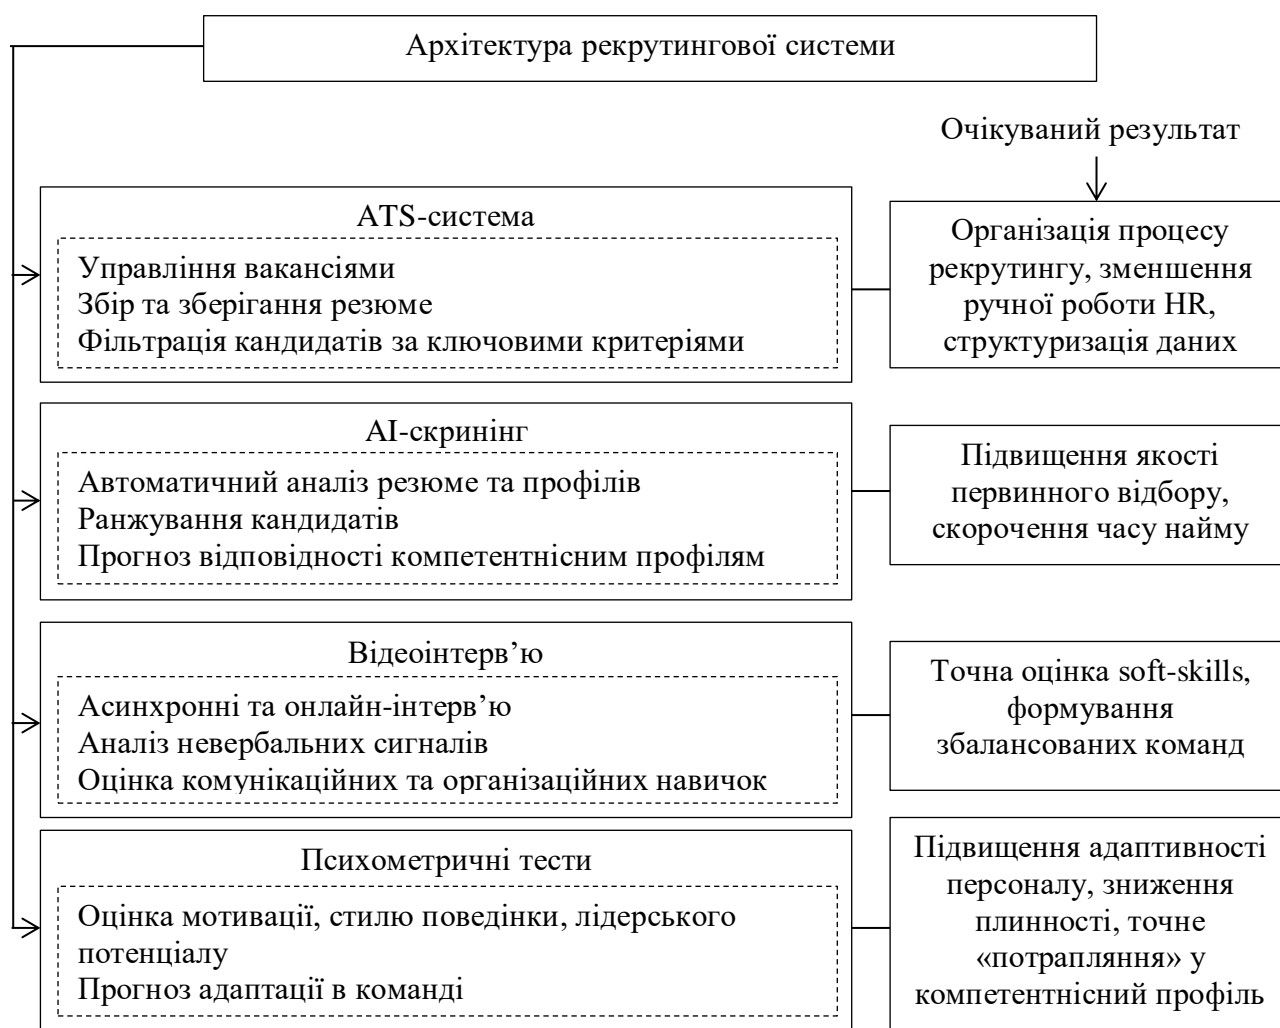 Архітектура рекрутингової системи
Очікуваний результат
ATS-система
Управління вакансіями
Збір та зберігання резюме
Фільтрація кандидатів за ключовими критеріями
Організація процесу
рекрутингу, зменшення
ручної роботи HR,
структуризація даних
AI-скринінг
Автоматичний аналіз резюме та профілів
Ранжування кандидатів
Прогноз відповідності компетентнісним профілям
Підвищення якості
первинного відбору,
скорочення часу найму
Відеоінтерв’ю
Асинхронні та онлайн-інтерв’ю
Аналіз невербальних сигналів
Оцінка комунікаційних та організаційних навичок
Точна оцінка soft-skills,
формування
збалансованих команд
Психометричні тести
Оцінка мотивації, стилю поведінки, лідерського
потенціалу
Прогноз адаптації в команді
Підвищення адаптивності
персоналу, зниження
плинності, точне
«потрапляння» у
компетентнісний профіль